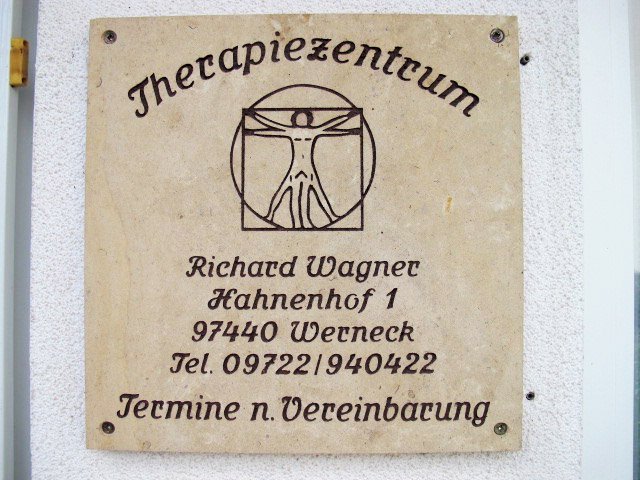 Therapiezentrum
Richard Wagner
Hahnenhof 1
97440 Werneck
Tel. 09722/940422
Termine n. Vereinbarung